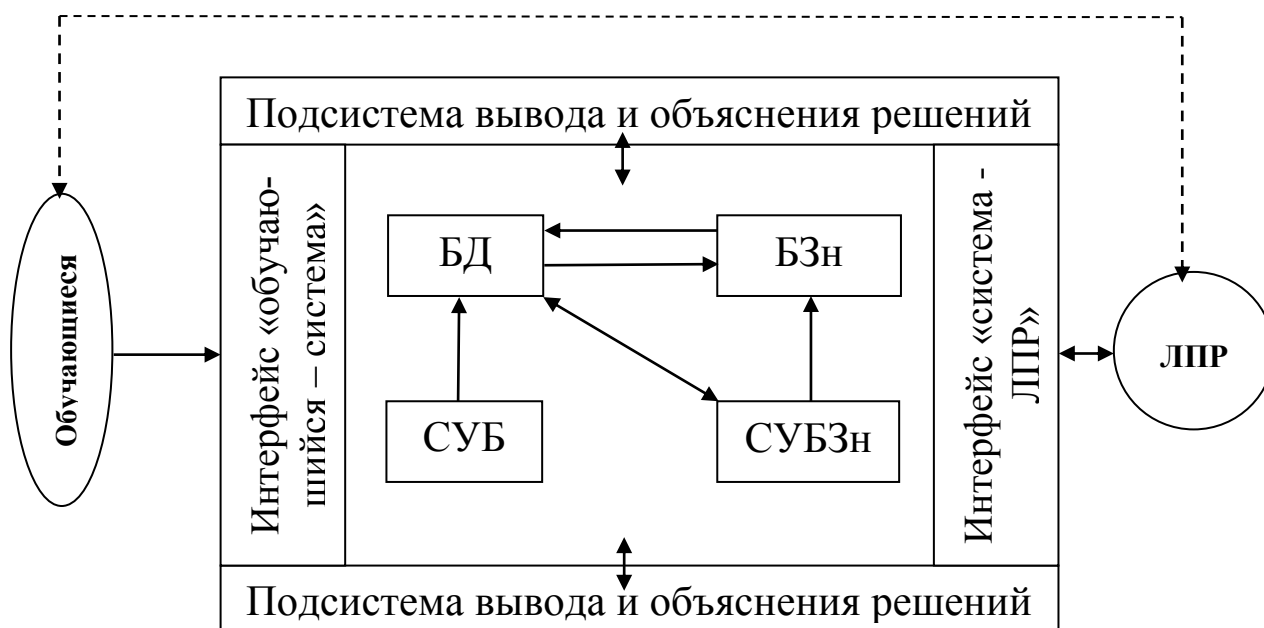 Подсистема вывода и объяснения решений
Обучающиеся
Интерфейс «обучаю-
шийся – система»
БД
БЗн
СУБ
СУБЗн
Интерфейс «система -
ЛПР»
ЛПР
Подсистема вывода и объяснения решений